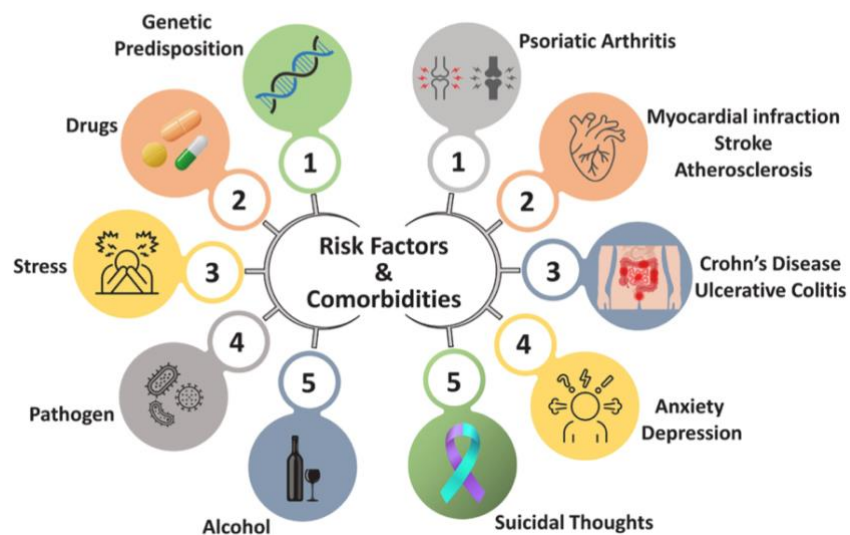 Genetic
Predisposition
1
Drugs
2
Stress
3
Pathogen
4
Alcohol
5
Risk Factors
&
Comorbidities
Psoriatic Arthritis
1
Myocardial infraction
Stroke
Atherosclerosis
2
Crohn's Disease
Ulcerative Colitis
3
Anxiety
Depression
4
Suicidal Thoughts
5